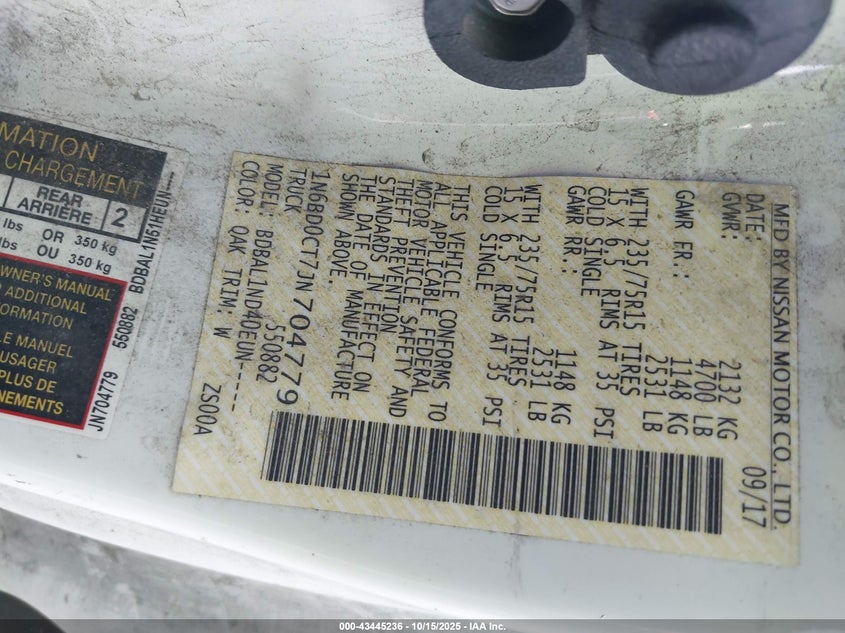 MFD BY NISSAN MOTOR CO., LTD.
DATE: 09/17
GVWR: 2132 KG
4700 LB
GAWR FR.: 1148 KG
2531 LB
WITH 235/75R15 TIRES
15 X 6.5 RIMS AT 35 PSI
COLD SINGLE
GAWR RR.: 1148 KG
2531 LB
WITH 235/75R15 TIRES
15 X 6.5 RIMS AT 35 PSI
COLD SINGLE
THIS VEHICLE CONFORMS TO
ALL APPLICABLE FEDERAL
MOTOR VEHICLE SAFETY AND
THEFT PREVENTION
STANDARDS IN EFFECT ON
THE DATE OF MANUFACTURE
SHOWN ABOVE.
1N6BD0CT7JN704779
TRUCK 550882
MODEL: BDBAL1ND40EUN-----
COLOR: QAK TRIM: W ZS00A
MATION
CHARGEMENT
REAR
ARRIÈRE
2
lbs OR 350 kg
lbs OU 350 kg
WNER'S MANUAL
ADDITIONAL
FORMATION
LE MANUEL
USAGER
PLUS DE
NEMENTS
JN704779 550882 BDBAL1N51HEUN----
000-43445236 - 10/15/2025 - IAA Inc.